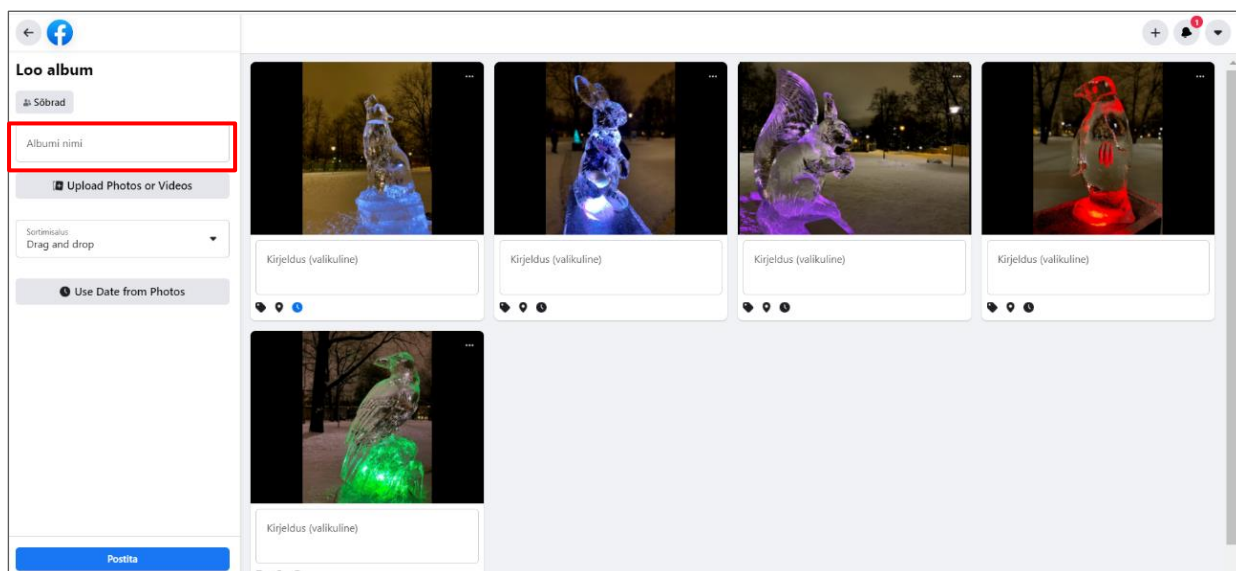 1
Loo album
Sõbrad
Albumi nimi
Upload Photos or Videos
Sortimisalus
Drag and drop
Use Date from Photos
Postita
Kirjeldus (valikuline)
Kirjeldus (valikuline)
Kirjeldus (valikuline)
Kirjeldus (valikuline)
Kirjeldus (valikuline)